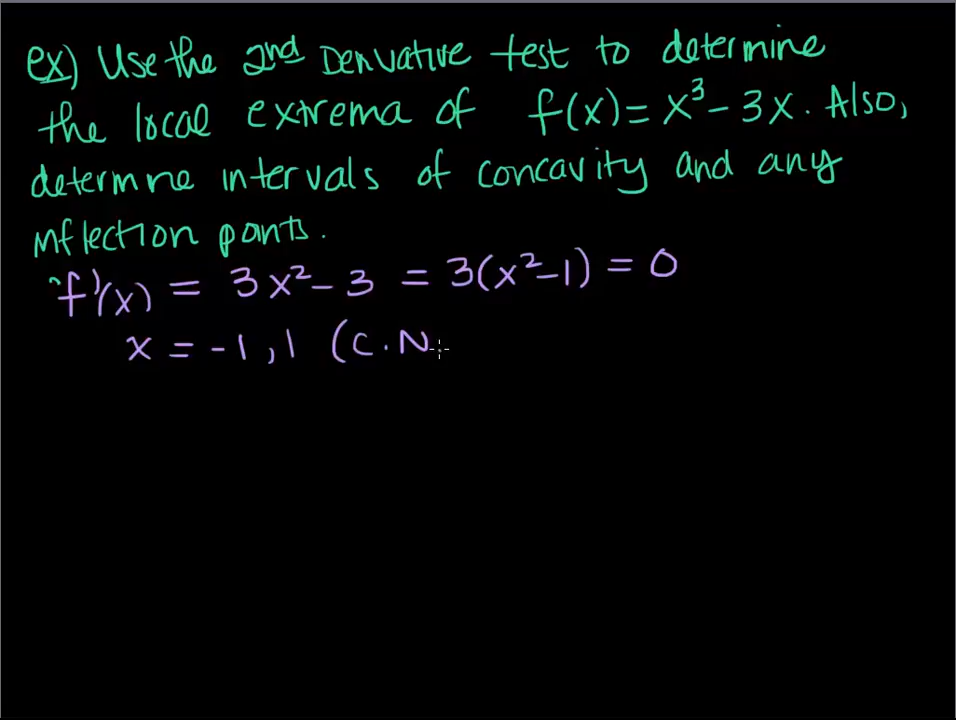 ex) Use the 2nd Derivative test to determine
the local extrema of f(x) = x³ - 3x. Also,
determine intervals of concavity and any
inflection points.
f'(x) = 3x² - 3 = 3(x² - 1) = 0
x = -1, 1 (C.N.